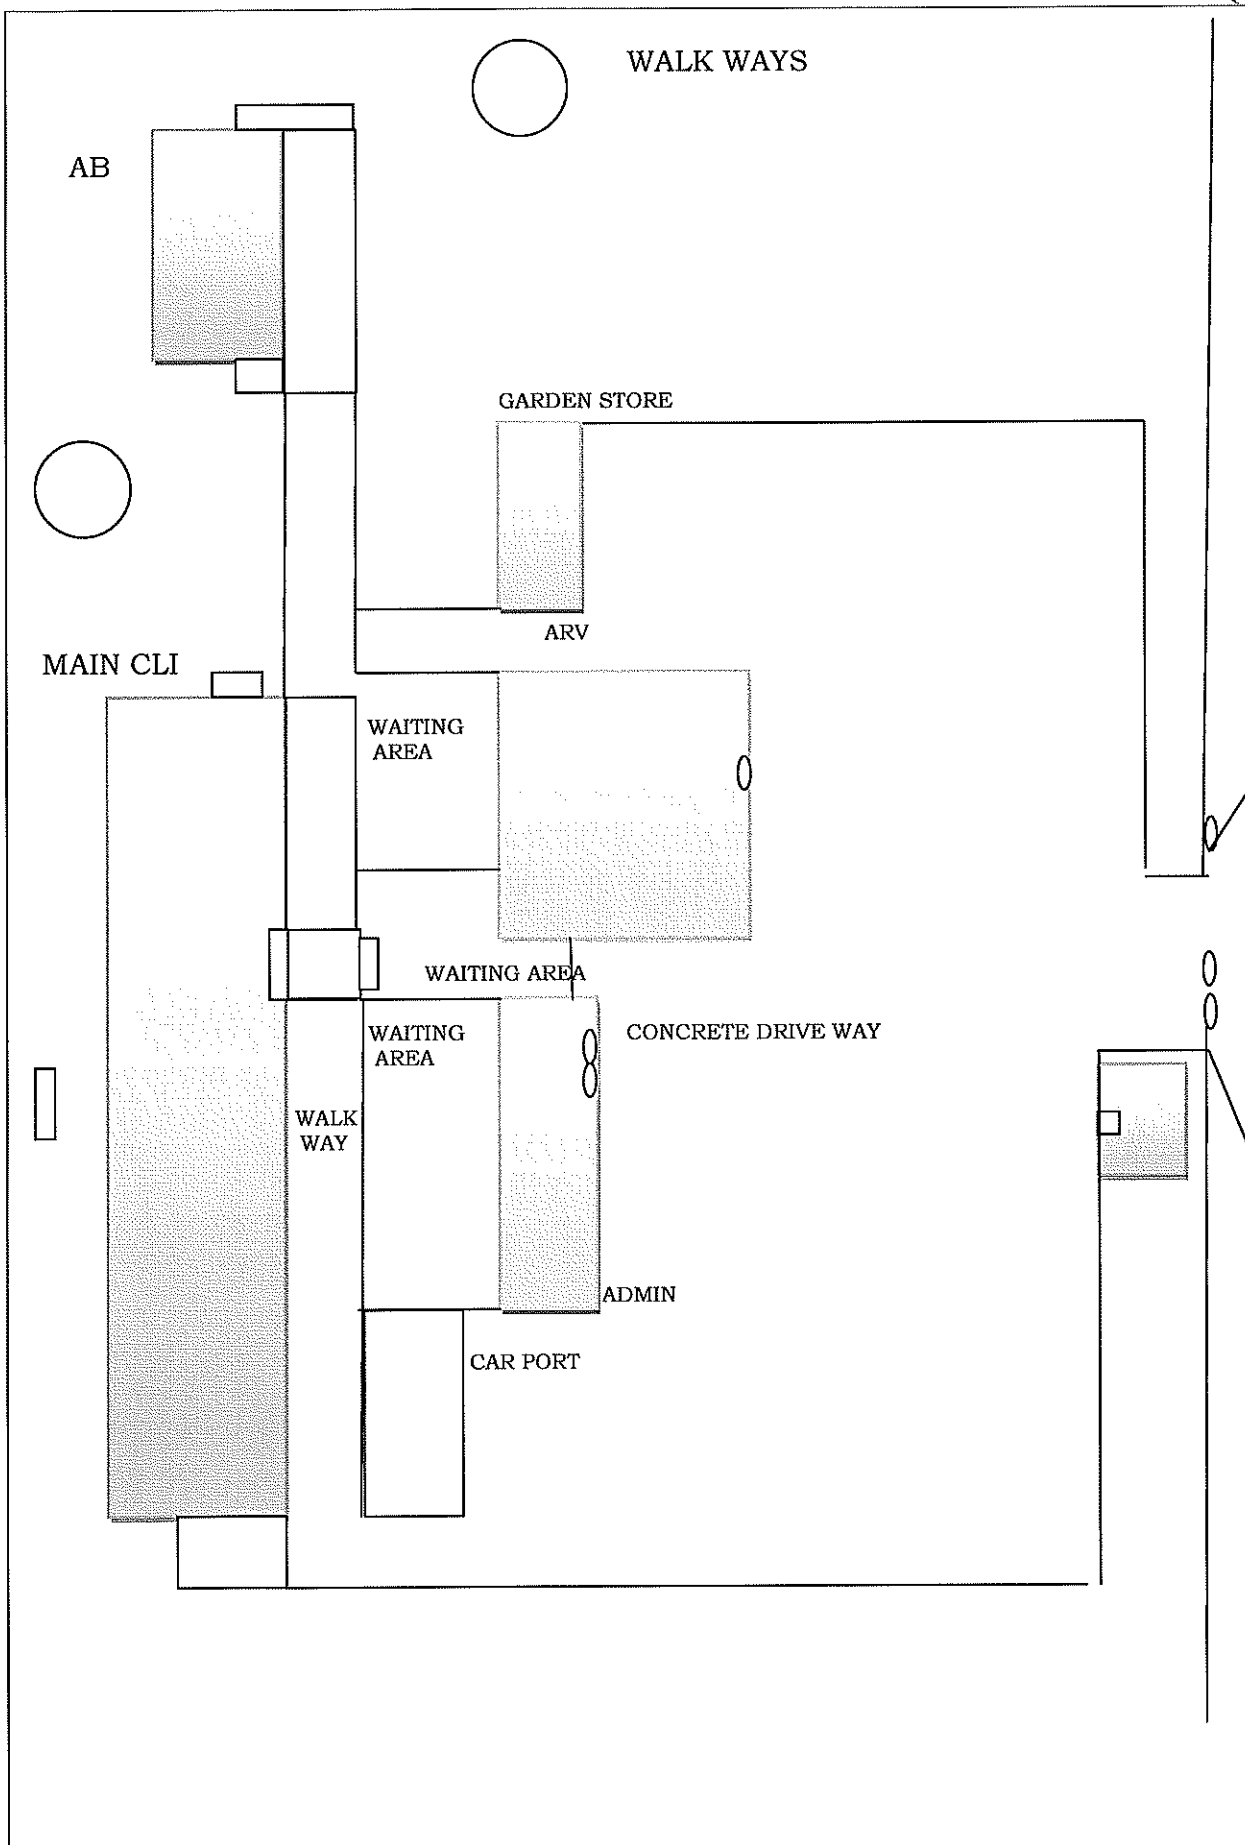 WALK WAYS
AB
GARDEN STORE
ARV
MAIN CLI
WAITING
AREA
WAITING AREA
WAITING
AREA
CONCRETE DRIVE WAY
WALK
WAY
ADMIN
CAR PORT